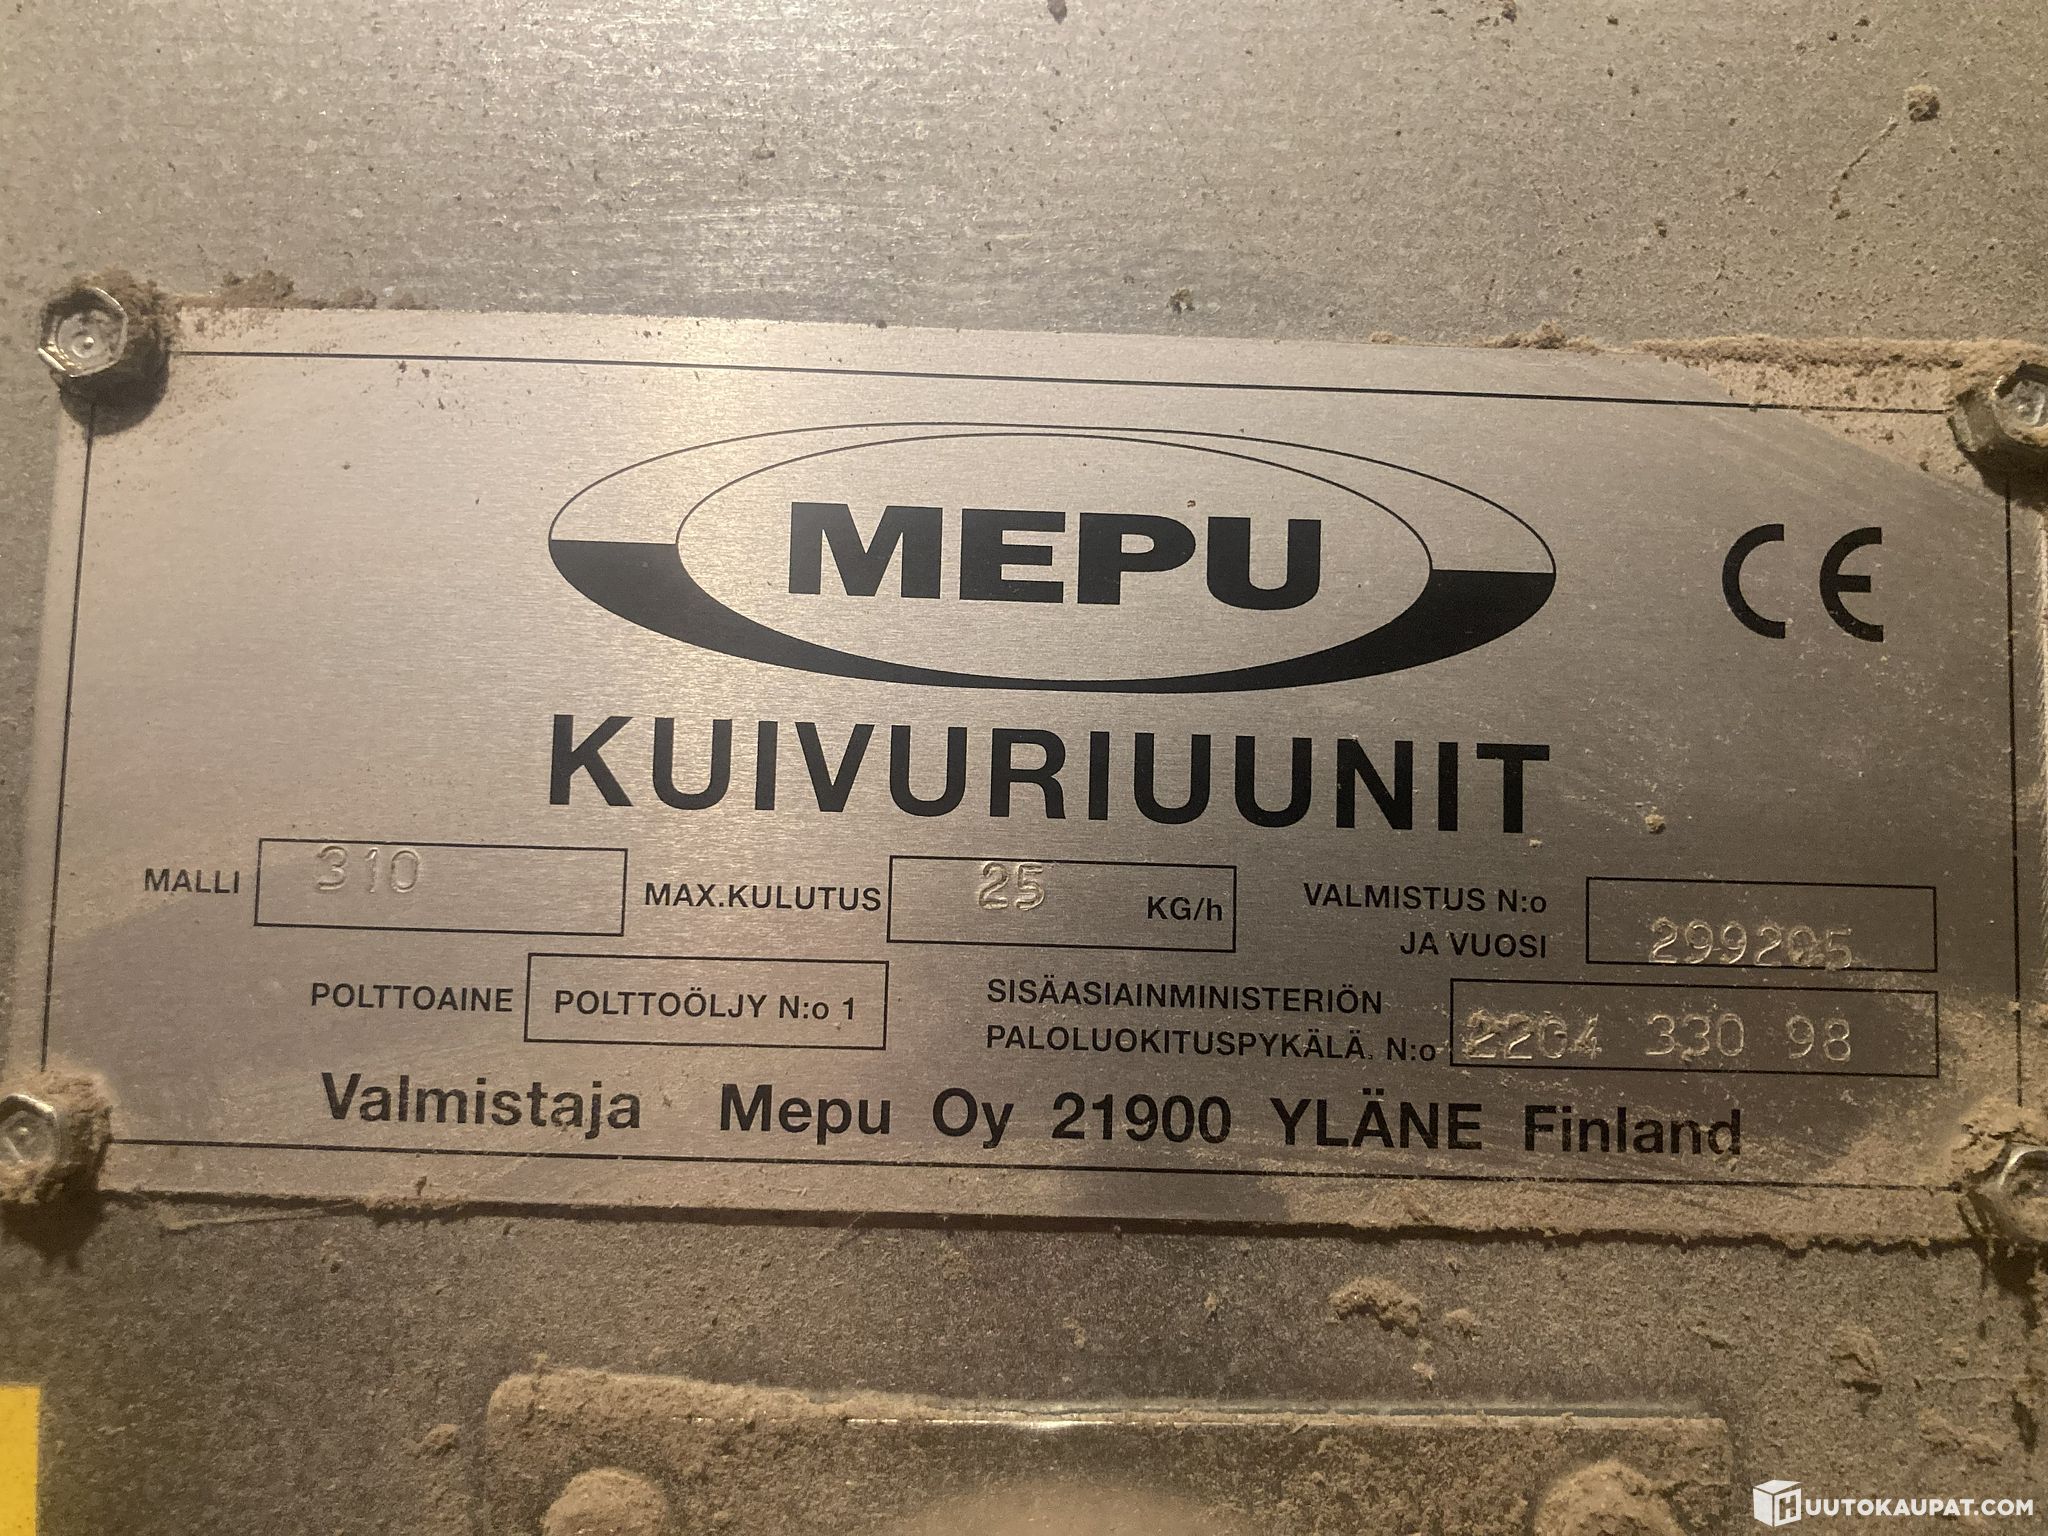 MEPU
CE
KUIVURIUUNIT
MALLI 310 MAX.KULUTUS 25 KG/h VALMISTUS N:o JA VUOSI 299205
POLTTOAINE POLTTOÖLJY N:o 1 SISÄASIAINMINISTERIÖN PALOLUOKITUSPYKÄLÄ. N:o 2204 330 98
Valmistaja Mepu Oy 21900 YLÄNE Finland
HUUTOKAUPAT.COM